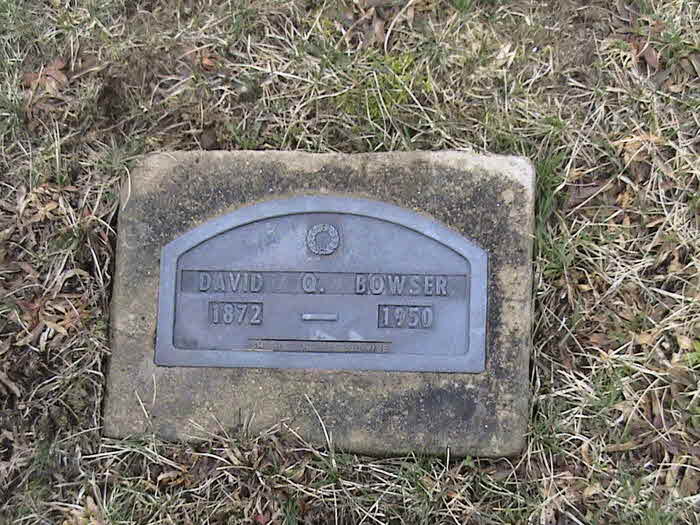 DAVID Q. BOWSER
1872 — 1950